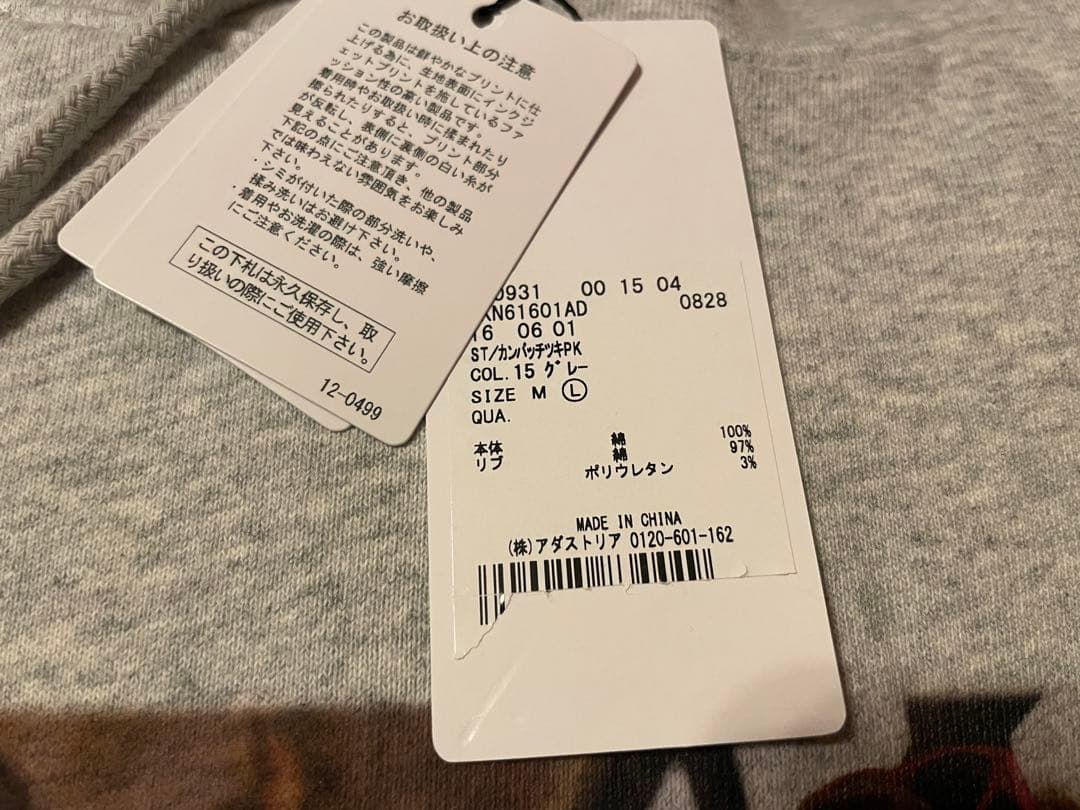 お取扱い上の注意
この製品は鮮やかなプリントに仕
上げる為に、生地表面にインクジ
ェットプリントを施しているファ
ッション性の高い製品です。
着用時やお取扱い時に揉まれたり
擦られたりすると、プリント部分
が反転し、表側に裏側の白い糸が
見えることがあります。
下記の点にご注意頂き、他の製品
では味わえない雰囲気をお楽しみ
下さい。
・シミが付いた際の部分洗いや、
揉み洗いはお避け下さい。
・着用やお洗濯の際は、強い摩擦
にご注意ください。
この下札は永久保存し、取
り扱いの際にご使用下さい。
12-0499
0931 00 15 04
N61601AD 0828
16 06 01
ST/カンバッチツキPK
COL.15 グレー
SIZE M Ⓛ
QUA.
本体 綿 100%
リブ 綿 97%
ポリウレタン 3%
MADE IN CHINA
(株)アダストリア 0120-601-162